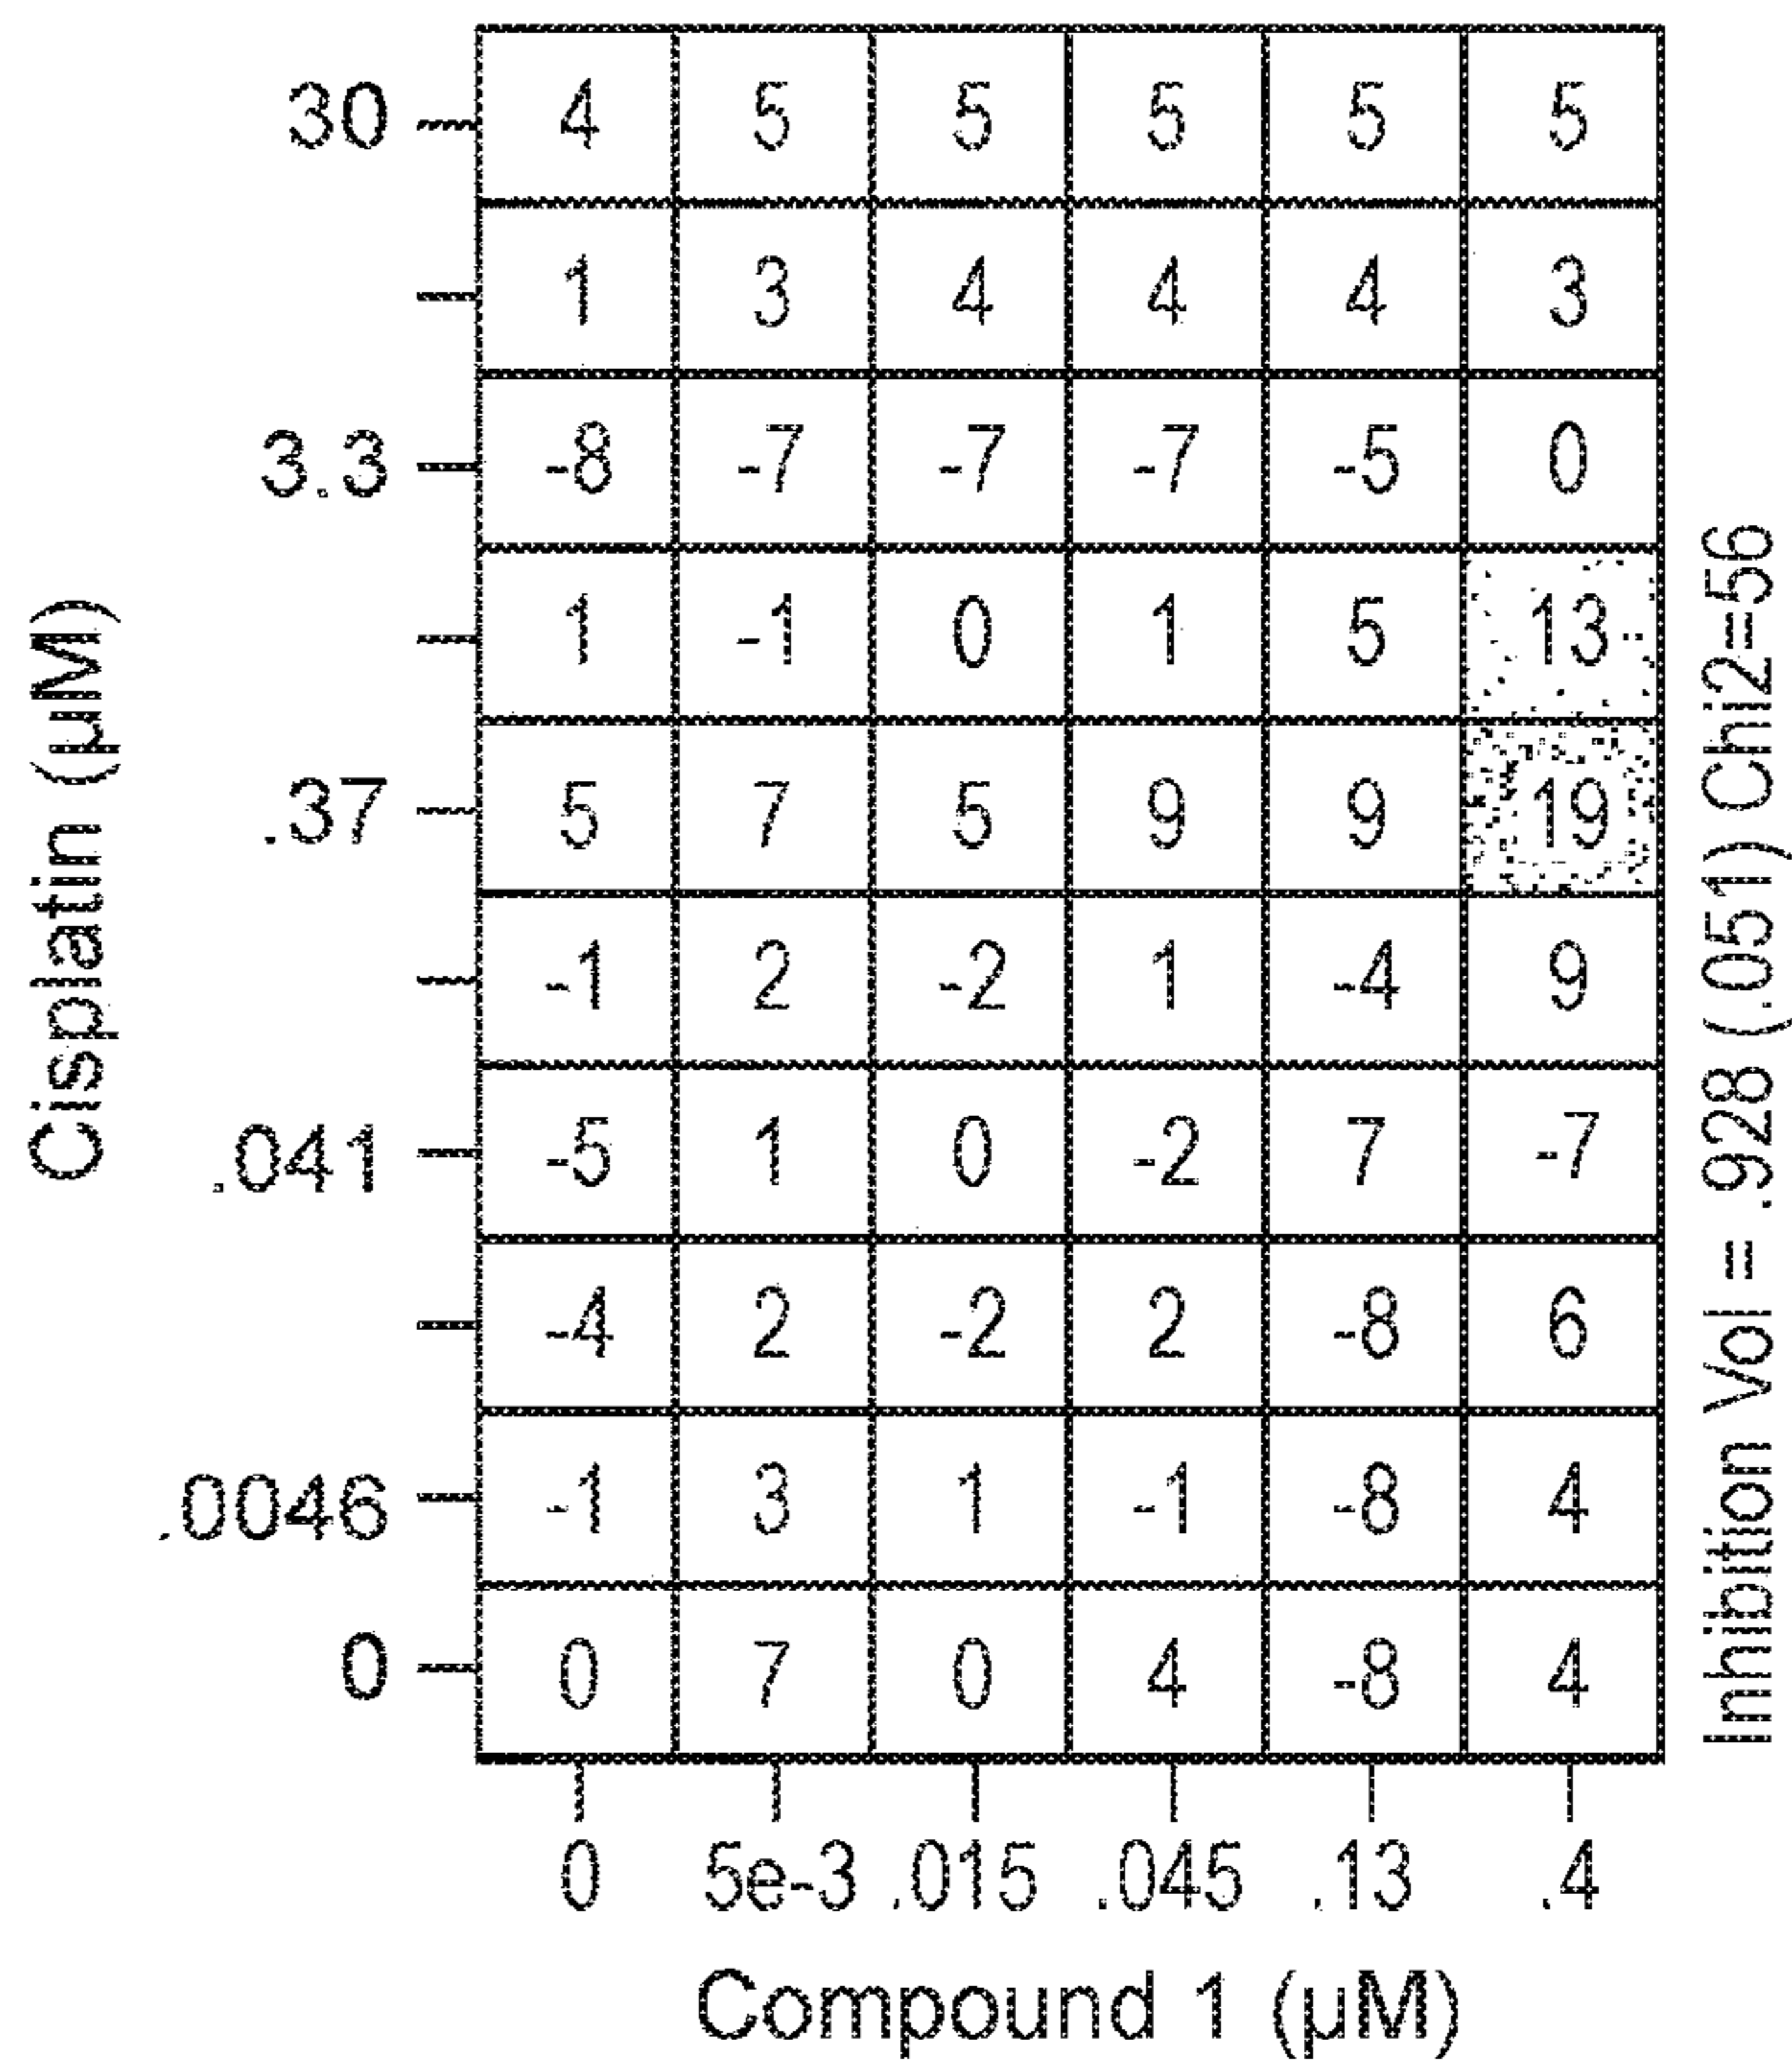 Cisplatin (µM)
30 4 5 5 5 5 5
1 3 4 4 4 3
3.3 -8 -7 -7 -7 -5 0
1 -1 0 1 5 13
.37 5 7 5 9 9 19
-1 2 -2 1 -4 9
.041 -5 1 0 -2 7 -7
-4 2 -2 2 -8 6
.0046 -1 3 1 -1 -8 4
0 0 7 0 4 -8 4
0 5e-3 .015 .045 .13 .4
Compound 1 (µM)
Inhibition Vol = .928 (.051) Chi2=56